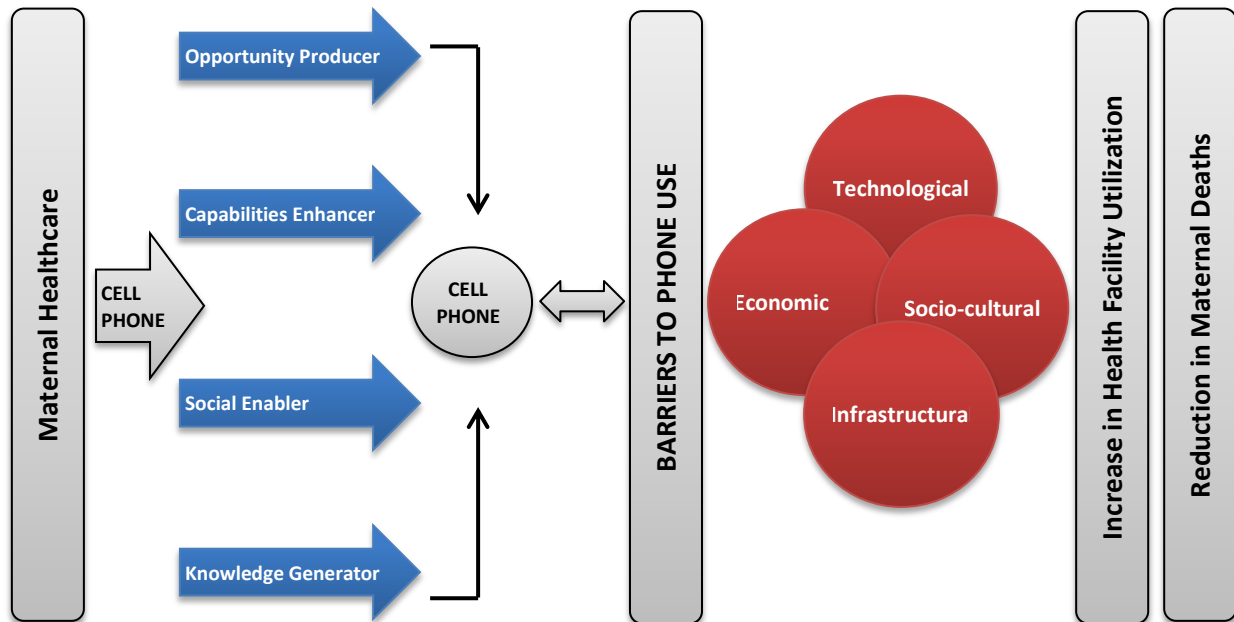 Maternal Healthcare
CELL
PHONE
Opportunity Producer
Capabilities Enhancer
Social Enabler
Knowledge Generator
CELL
PHONE
BARRIERS TO PHONE USE
Technological
Economic
Socio-cultural
Infrastructural
Increase in Health Facility Utilization
Reduction in Maternal Deaths